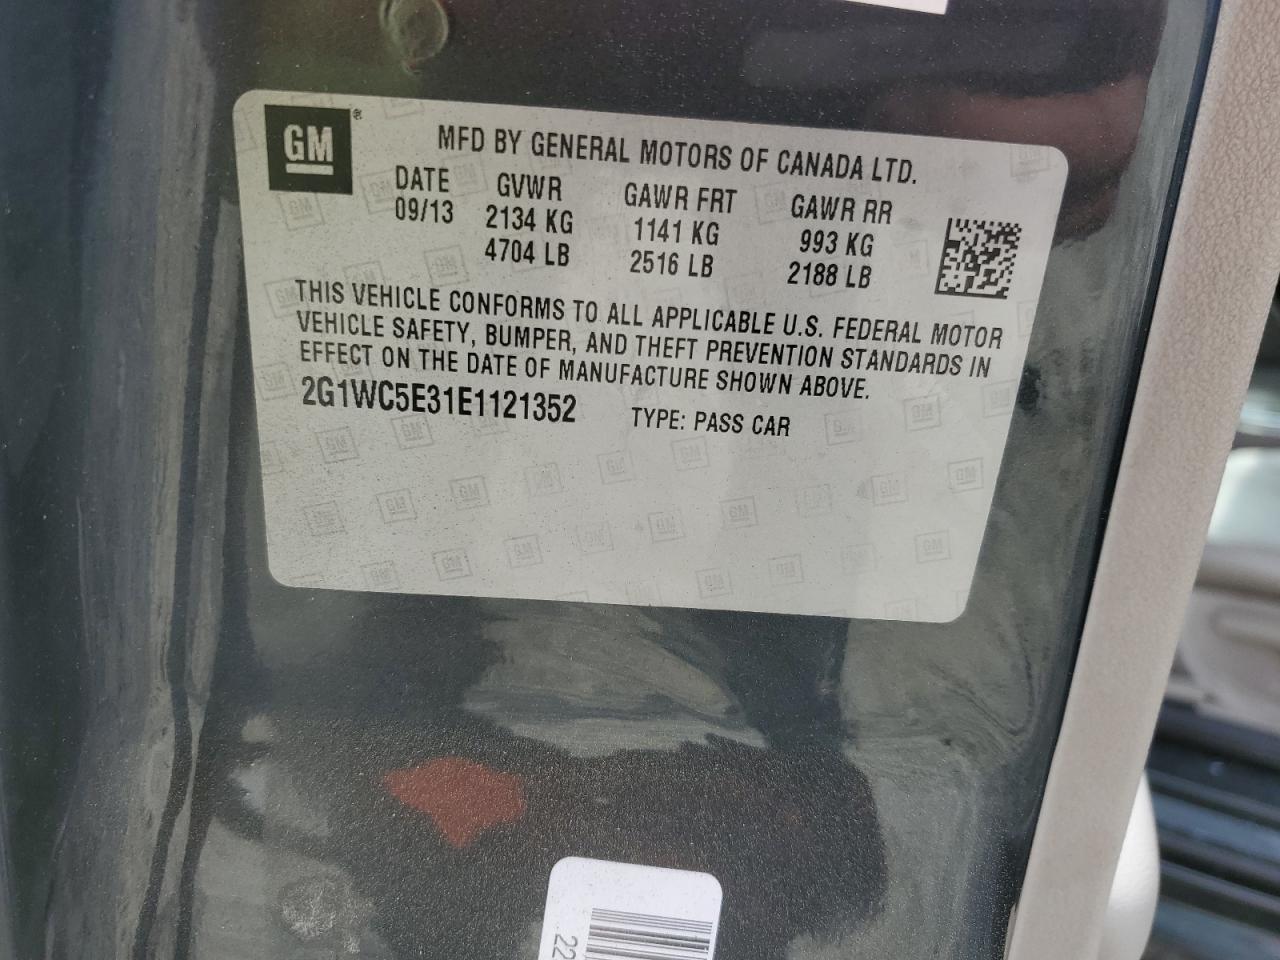 GM®
MFD BY GENERAL MOTORS OF CANADA LTD.
DATE GVWR GAWR FRT GAWR RR
09/13 2134 KG 1141 KG 993 KG
4704 LB 2516 LB 2188 LB
THIS VEHICLE CONFORMS TO ALL APPLICABLE U.S. FEDERAL MOTOR
VEHICLE SAFETY, BUMPER, AND THEFT PREVENTION STANDARDS IN
EFFECT ON THE DATE OF MANUFACTURE SHOWN ABOVE.
2G1WC5E31E1121352 TYPE: PASS CAR
22